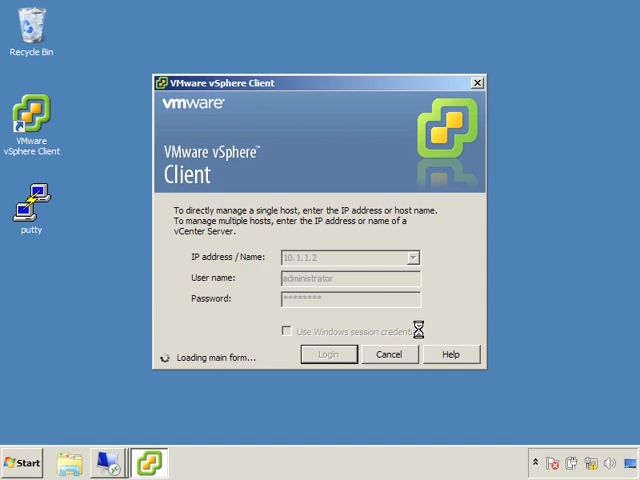 Recycle Bin
VMware
vSphere Client
putty
VMware vSphere Client
vmware®
VMware vSphere™
Client
To directly manage a single host, enter the IP address or host name.
To manage multiple hosts, enter the IP address or name of a
vCenter Server.
IP address / Name: 10.1.1.2
User name: administrator
Password: ********
Use Windows session credenti
Loading main form...
Login
Cancel
Help
Start